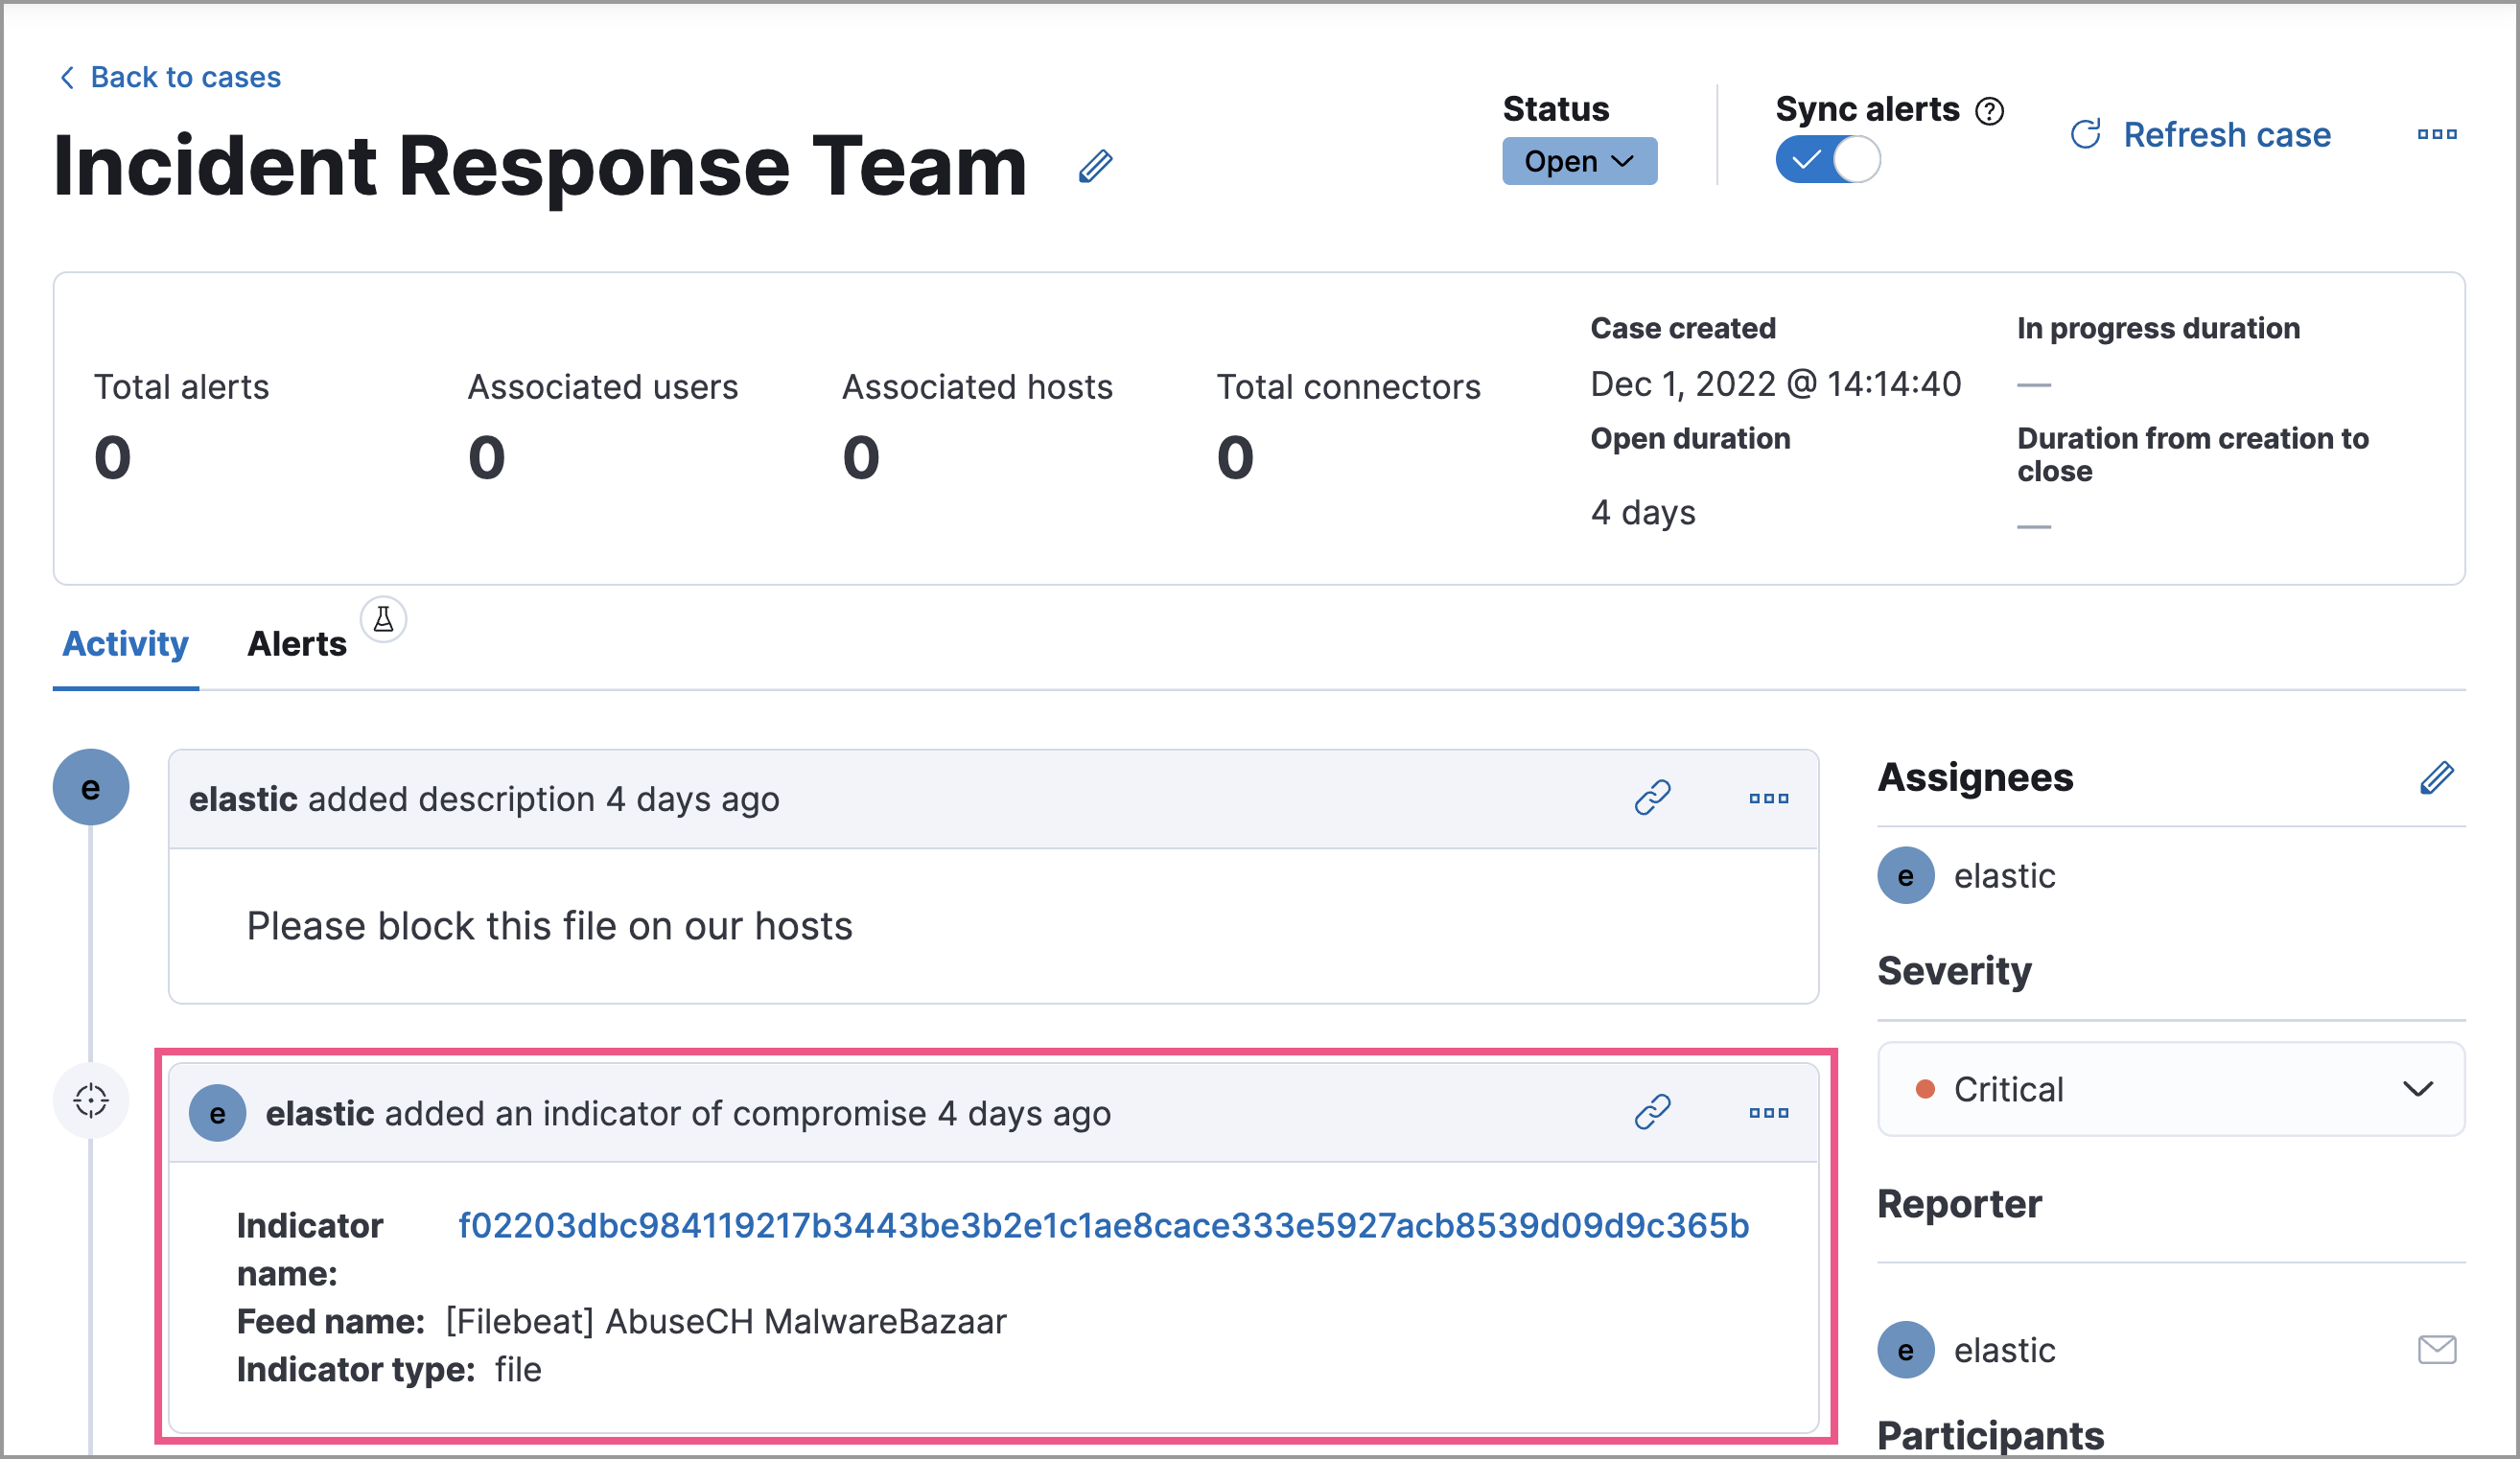 Back to cases
Incident Response Team
Status
Open
Sync alerts
Refresh case
Total alerts
0
Associated users
0
Associated hosts
0
Total connectors
0
Case created
Dec 1, 2022 @ 14:14:40
Open duration
4 days
In progress duration
—
Duration from creation to
close
—
Activity
Alerts
e
elastic added description 4 days ago
Please block this file on our hosts
e
elastic added an indicator of compromise 4 days ago
Indicator name: f02203dbc984119217b3443be3b2e1c1ae8cace333e5927acb8539d09d9c365b
Feed name: [Filebeat] AbuseCH MalwareBazaar
Indicator type: file
Assignees
e
elastic
Severity
Critical
Reporter
e
elastic
Participants